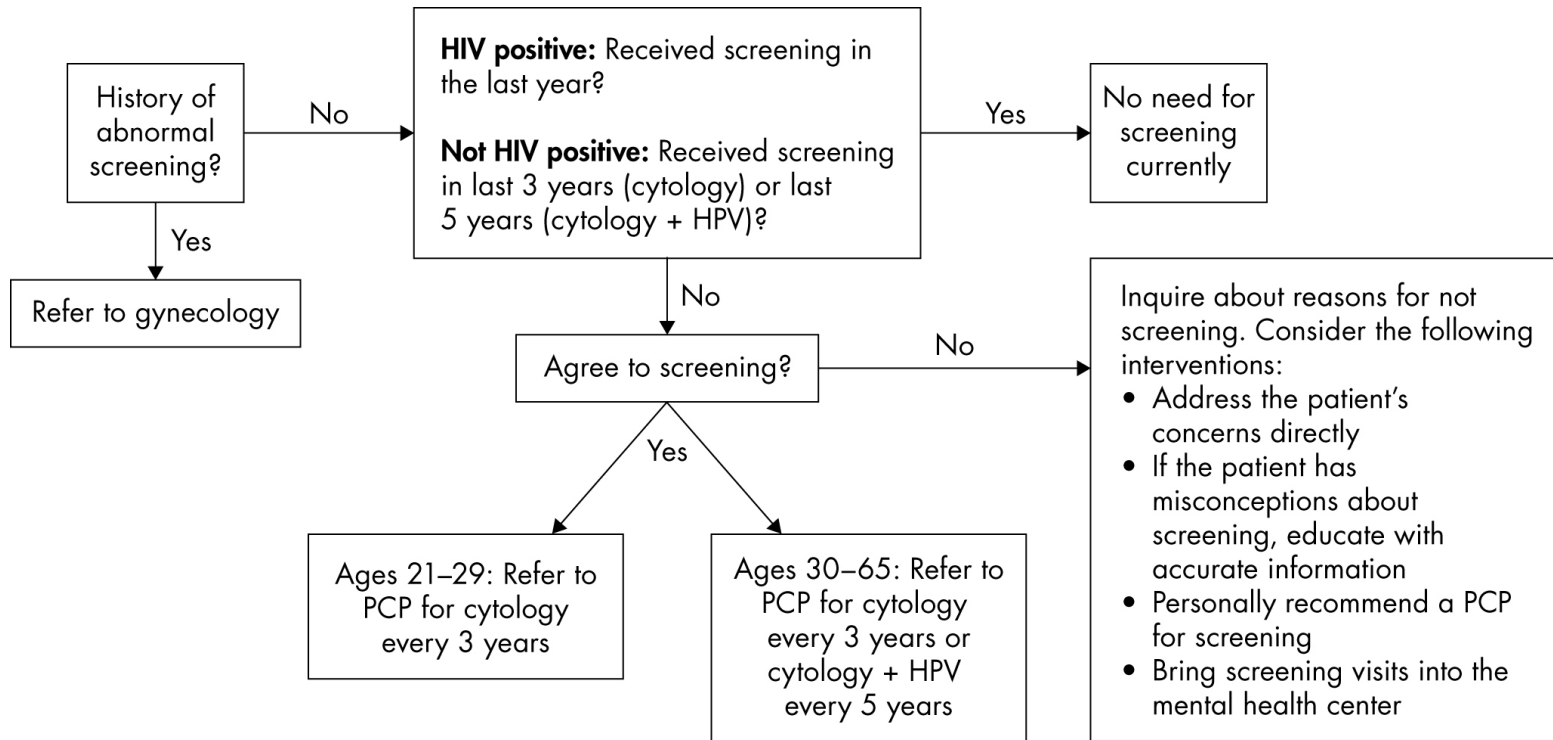 History of
abnormal
screening?
No
HIV positive: Received screening in
the last year?
Not HIV positive: Received screening
in last 3 years (cytology) or last
5 years (cytology + HPV)?
Yes
No need for
screening
currently
Yes
Refer to gynecology
No
Agree to screening?
No
Inquire about reasons for not
screening. Consider the following
interventions:
• Address the patient’s
concerns directly
• If the patient has
misconceptions about
screening, educate with
accurate information
• Personally recommend a PCP
for screening
• Bring screening visits into the
mental health center
Yes
Ages 21–29: Refer to
PCP for cytology
every 3 years
Ages 30–65: Refer to
PCP for cytology
every 3 years or
cytology + HPV
every 5 years